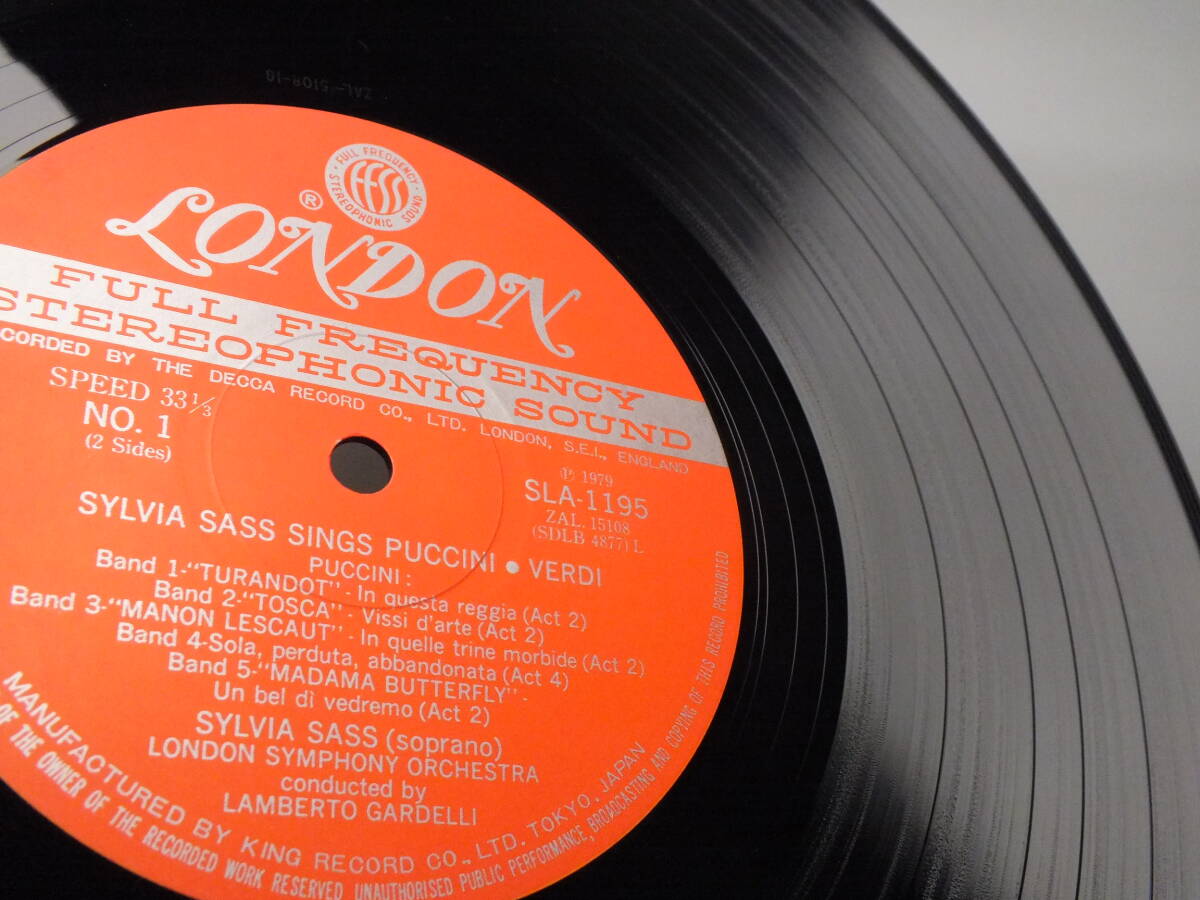 ZAL-15108-1G
FULL FREQUENCY
ffss
STEREOPHONIC SOUND
®
LONDON
FULL FREQUENCY
STEREOPHONIC SOUND
BY THE DECCA RECORD CO., LTD. LONDON, S.E.I., ENGLAND
SPEED 33 1/3
NO. 1
(2 Sides)
℗ 1979
SLA-1195
ZAL. 15108
(SDLB 4877) L
SYLVIA SASS SINGS PUCCINI • VERDI
PUCCINI:
Band 1-"TURANDOT"- In questa reggia (Act 2)
Band 2-"TOSCA"- Vissi d'arte (Act 2)
Band 3-"MANON LESCAUT"- In quelle trine morbide (Act 2)
Band 4-Sola, perduta, abbandonata (Act 4)
Band 5-"MADAMA BUTTERFLY"-
Un bel dì vedremo (Act 2)
SYLVIA SASS (soprano)
LONDON SYMPHONY ORCHESTRA
conducted by
LAMBERTO GARDELLI
MANUFACTURED BY KING RECORD CO., LTD. TOKYO, JAPAN
OF THE OWNER OF THE RECORDED WORK RESERVED UNAUTHORISED PUBLIC PERFORMANCE, BROADCASTING AND COPYING OF THIS RECORD PROHIBITED